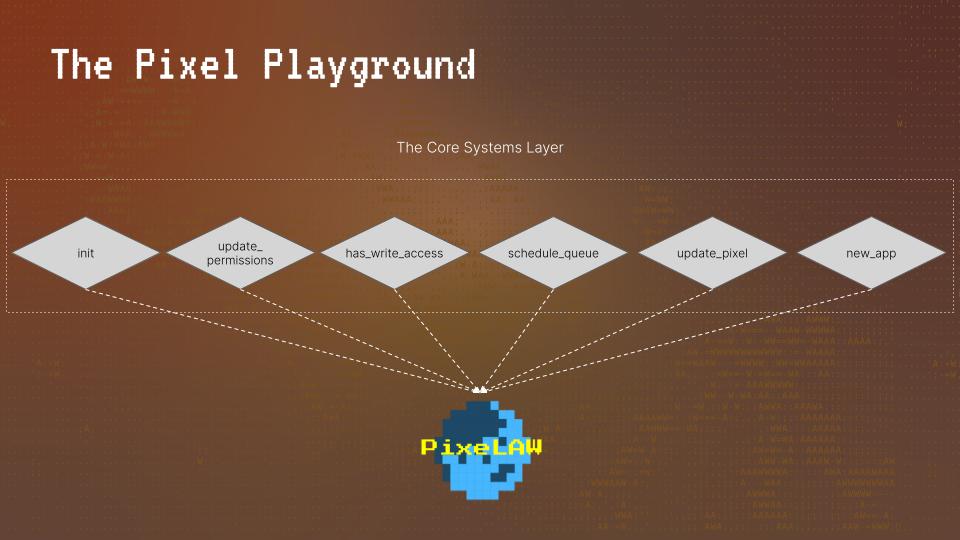 The Pixel Playground
The Core Systems Layer
init
update_
permissions
has_write_access
schedule_queue
update_pixel
new_app
PixeLAW